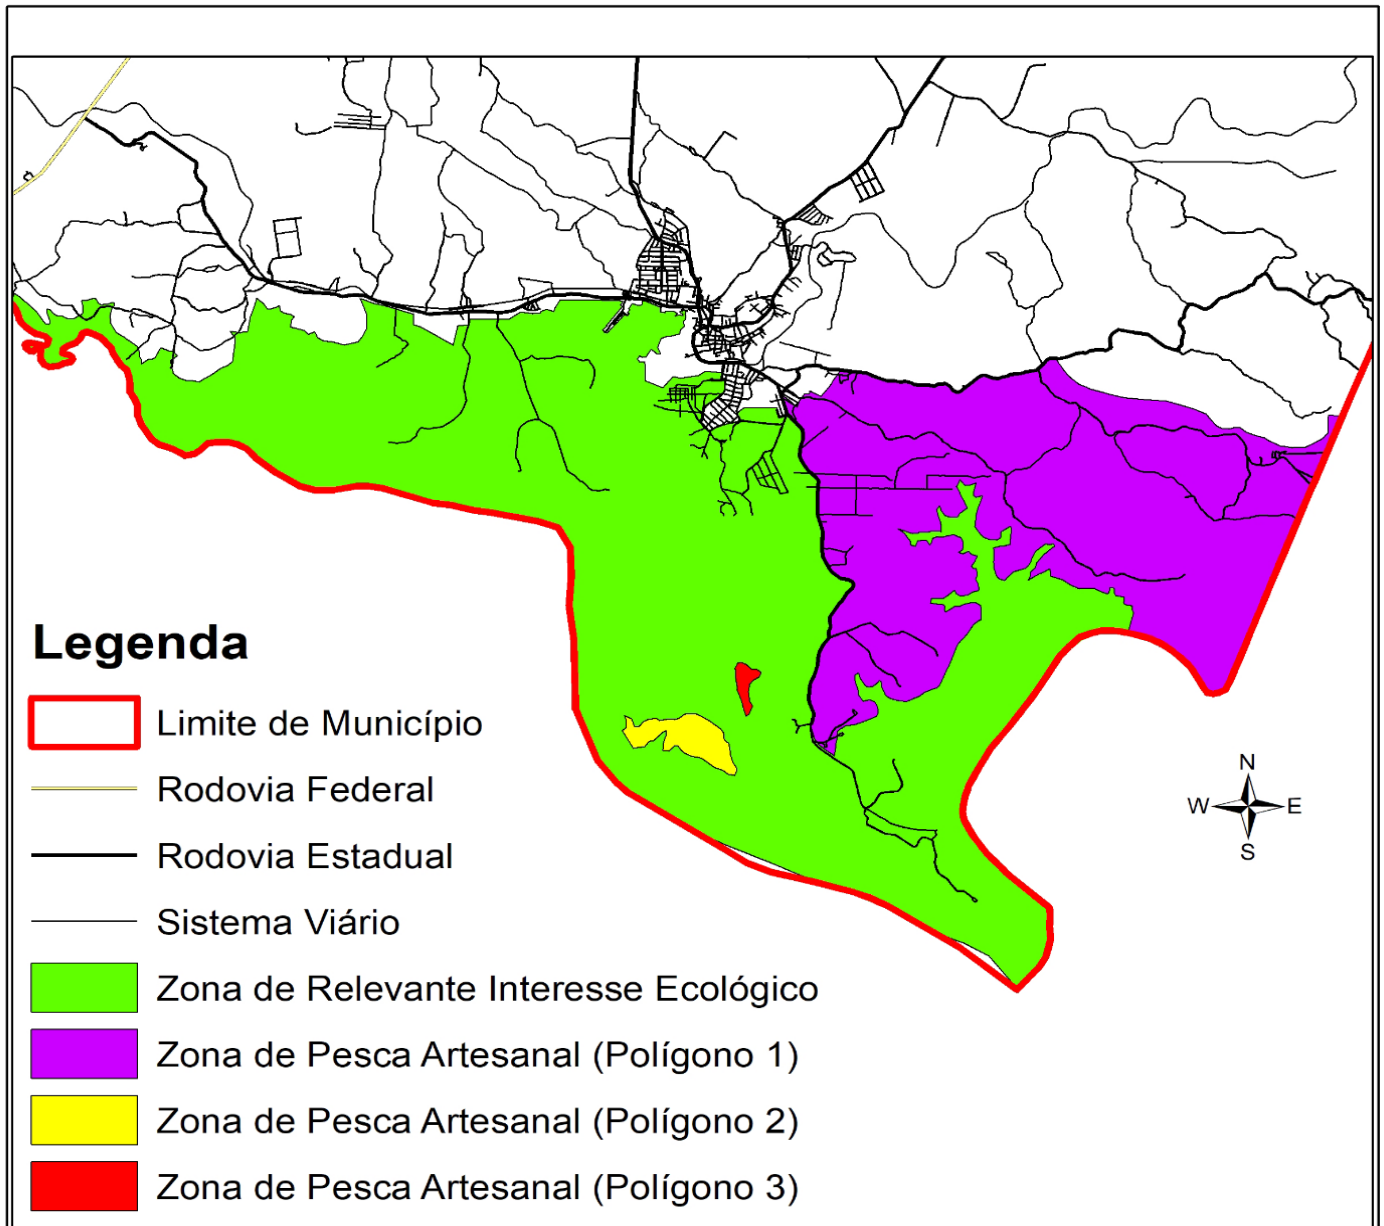 Legenda
Limite de Município
Rodovia Federal
Rodovia Estadual
Sistema Viário
Zona de Relevante Interesse Ecológico
Zona de Pesca Artesanal (Polígono 1)
Zona de Pesca Artesanal (Polígono 2)
Zona de Pesca Artesanal (Polígono 3)
N
W E
S